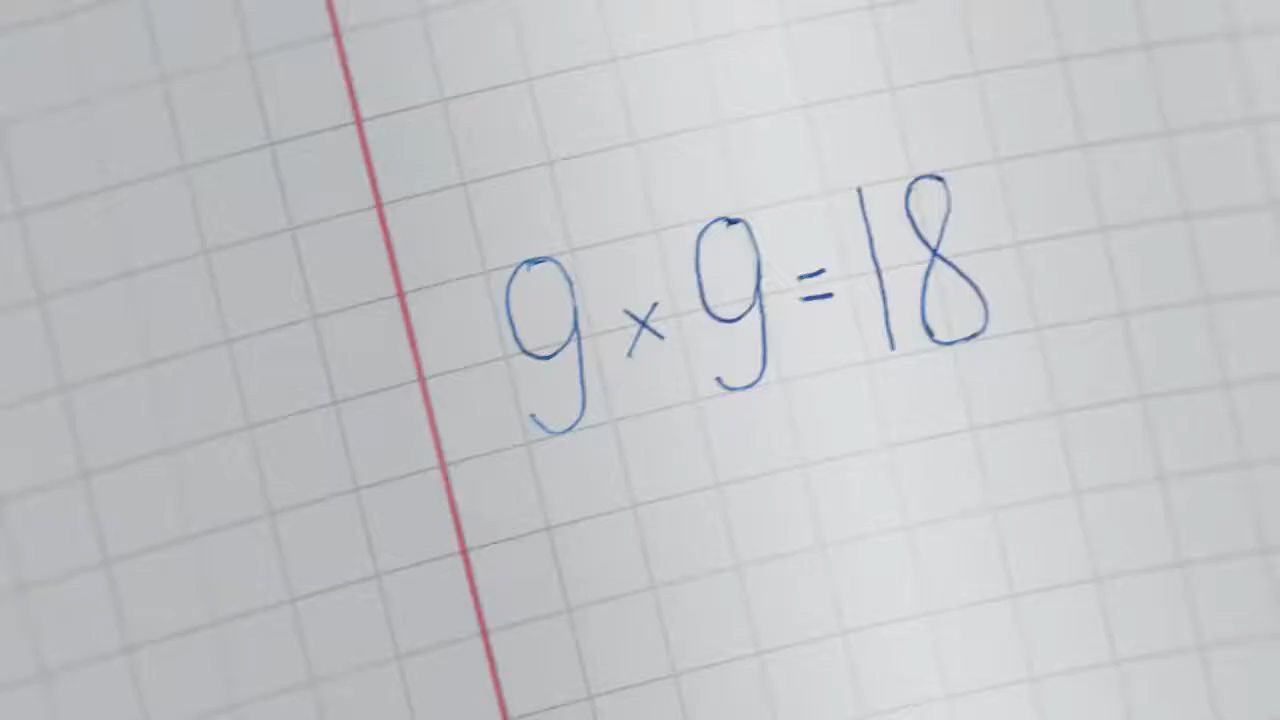 9 × 9 = 18